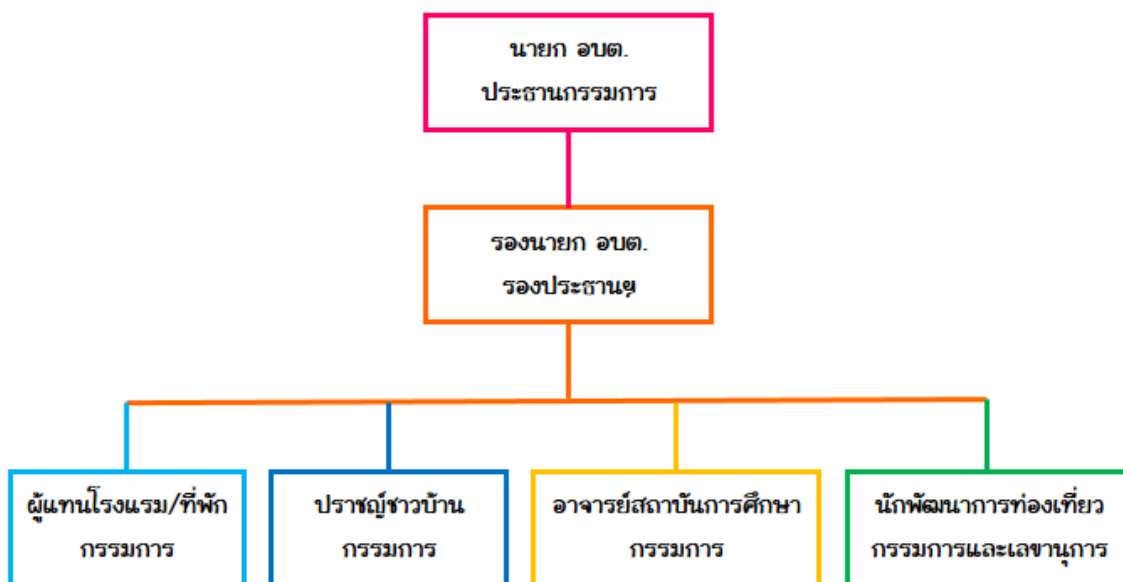 นายก อบต.
ประธานกรรมการ
รองนายก อบต.
รองประธานฯ
ผู้แทนโรงแรม/ที่พัก
กรรมการ
ปราชญ์ชาวบ้าน
กรรมการ
อาจารย์สถาบันการศึกษา
กรรมการ
นักพัฒนาการท่องเที่ยว
กรรมการและเลขานุการ